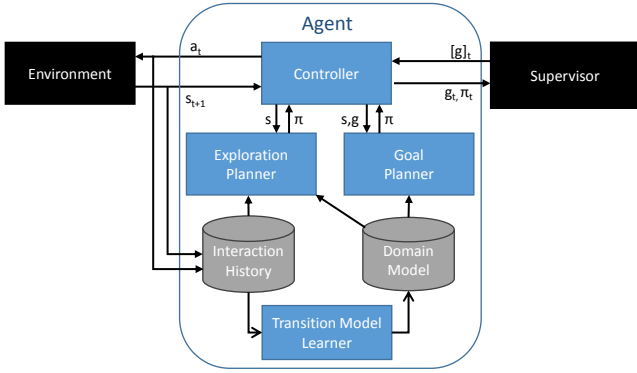 Agent
a_t
[g]_t
Environment
Controller
Supervisor
s_{t+1}
g_t, π_t
s
π
s,g
π
Exploration
Planner
Goal
Planner
Interaction
History
Domain
Model
Transition Model
Learner